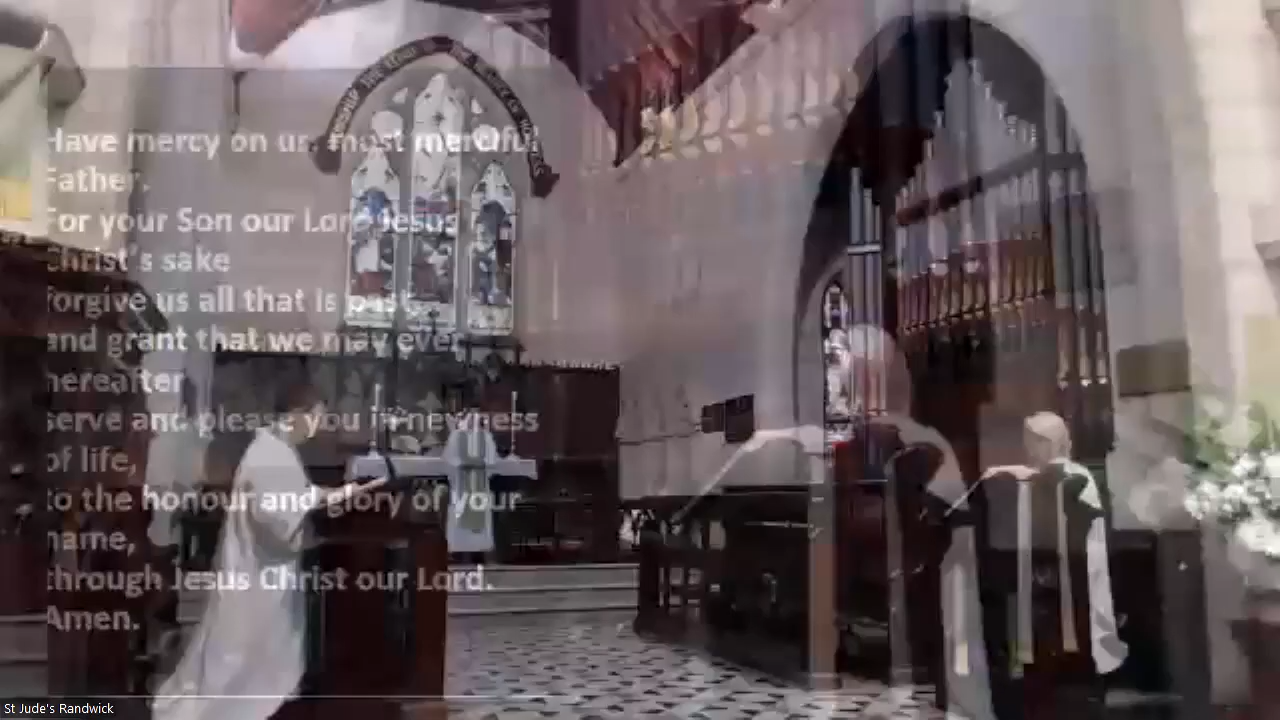 Have mercy on us, most merciful
Father.
For your Son our Lord Jesus
Christ's sake
forgive us all that is past
and grant that we may ever
hereafter
serve and please you in newness
of life,
to the honour and glory of your
name,
through Jesus Christ our Lord.
Amen.
St Jude's Randwick